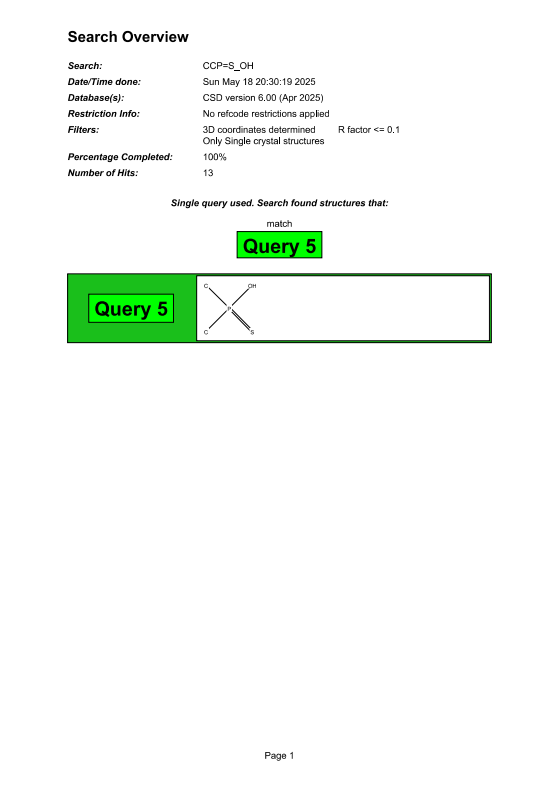 Search Overview
Search: CCP=S_OH
Date/Time done: Sun May 18 20:30:19 2025
Database(s): CSD version 6.00 (Apr 2025)
Restriction Info: No refcode restrictions applied
Filters: 3D coordinates determined R factor <= 0.1
Only Single crystal structures
Percentage Completed: 100%
Number of Hits: 13
Single query used. Search found structures that:
match
Query 5
Query 5
C OH
P
C S
Page 1